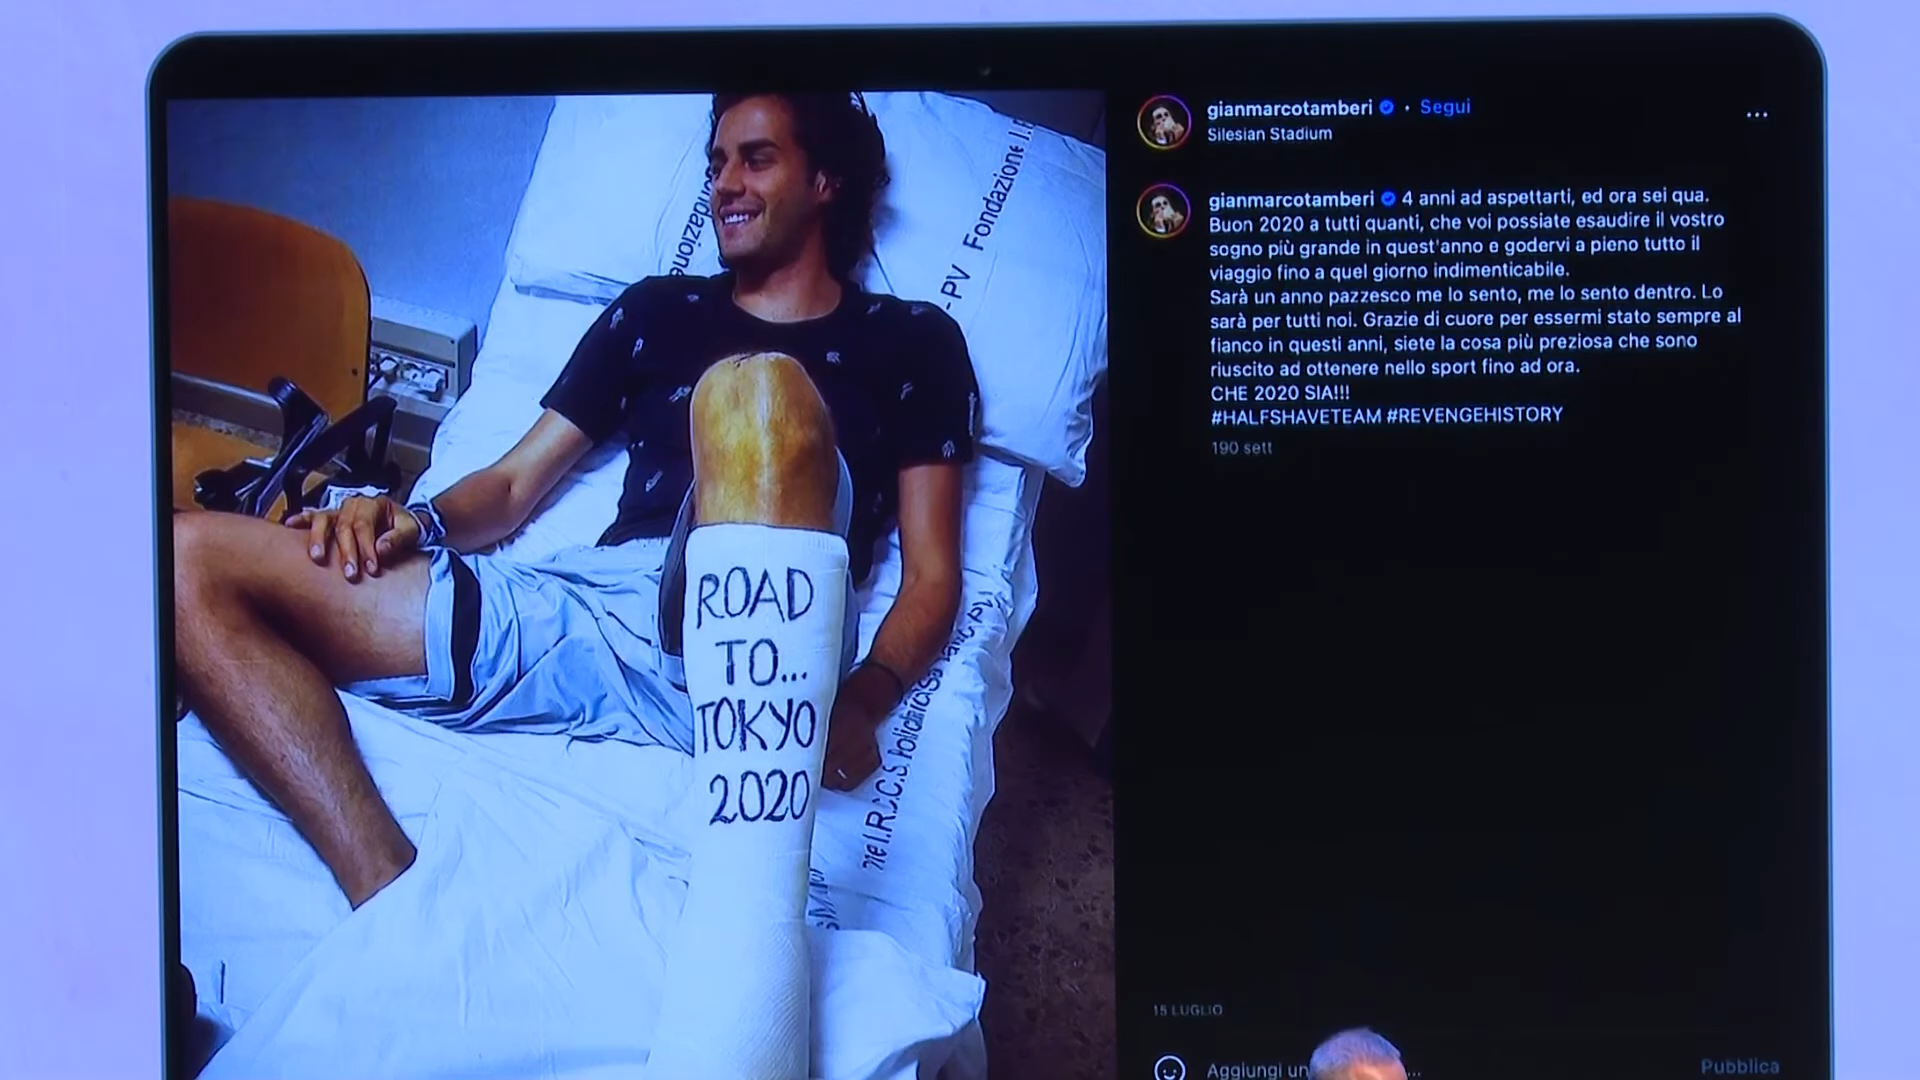 gianmarcotamberi • Segui
Silesian Stadium
gianmarcotamberi 4 anni ad aspettarti, ed ora sei qua.
Buon 2020 a tutti quanti, che voi possiate esaudire il vostro
sogno più grande in quest'anno e godervi a pieno tutto il
viaggio fino a quel giorno indimenticabile.
Sarà un anno pazzesco me lo sento, me lo sento dentro. Lo
sarà per tutti noi. Grazie di cuore per essermi stato sempre al
fianco in questi anni, siete la cosa più preziosa che sono
riuscito ad ottenere nello sport fino ad ora.
CHE 2020 SIA!!!
#HALFSHAVETEAM #REVENGEHISTORY
190 sett
ROAD
TO...
TOKYO
2020
- PV Fondazione I.
I.R.C.C.S. Policlinico
15 LUGLIO
Aggiungi un
Pubblica